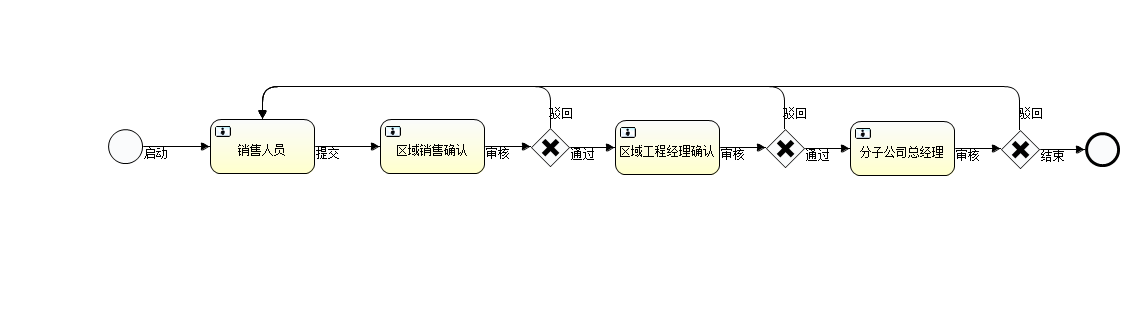 驳回
驳回
驳回
启动
销售人员
提交
区域销售确认
审核
通过
区域工程经理确认
审核
通过
分子公司总经理
审核
结束